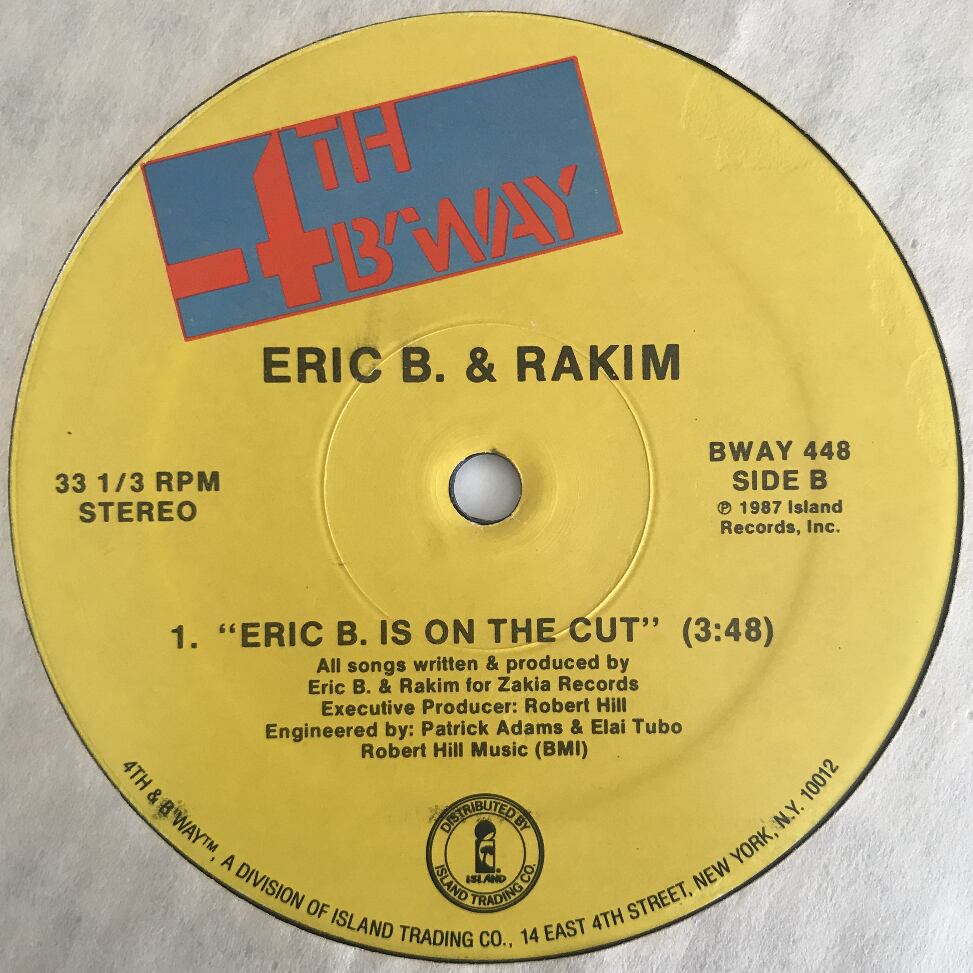 4TH
B'WAY
ERIC B. & RAKIM
33 1/3 RPM
STEREO
BWAY 448
SIDE B
℗ 1987 Island
Records, Inc.
1. “ERIC B. IS ON THE CUT” (3:48)
All songs written & produced by
Eric B. & Rakim for Zakia Records
Executive Producer: Robert Hill
Engineered by: Patrick Adams & Elai Tubo
Robert Hill Music (BMI)
DISTRIBUTED BY
ISLAND
ISLAND TRADING CO.
4TH & B'WAY™, A DIVISION OF ISLAND TRADING CO., 14 EAST 4TH STREET, NEW YORK, N.Y. 10012